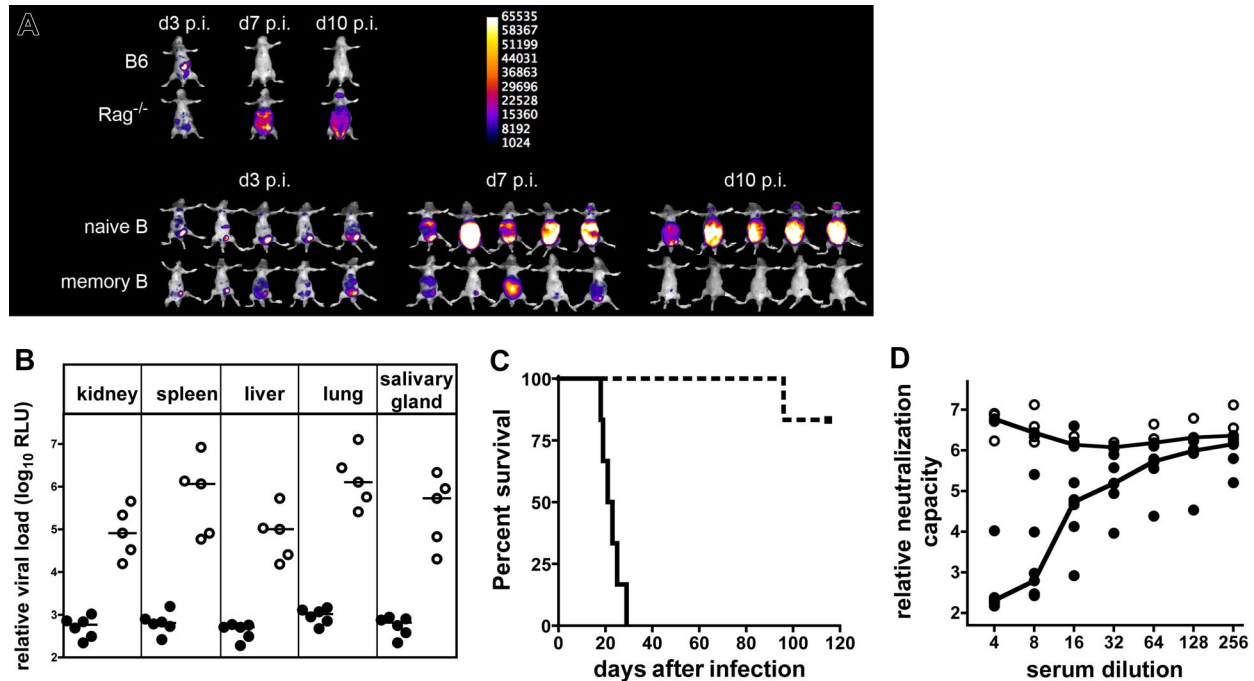 A
d3 p.i. d7 p.i. d10 p.i.
B6
Rag-/-
65535
58367
51199
44031
36863
29696
22528
15360
8192
1024
d3 p.i. d7 p.i. d10 p.i.
naive B
memory B
B
kidney spleen liver lung salivary gland
relative viral load (log10 RLU)
7
6
5
4
3
2
C
Percent survival
100
75
50
25
0
0 20 40 60 80 100 120
days after infection
D
relative neutralization
capacity
7
6
5
4
3
2
4 8 16 32 64 128 256
serum dilution